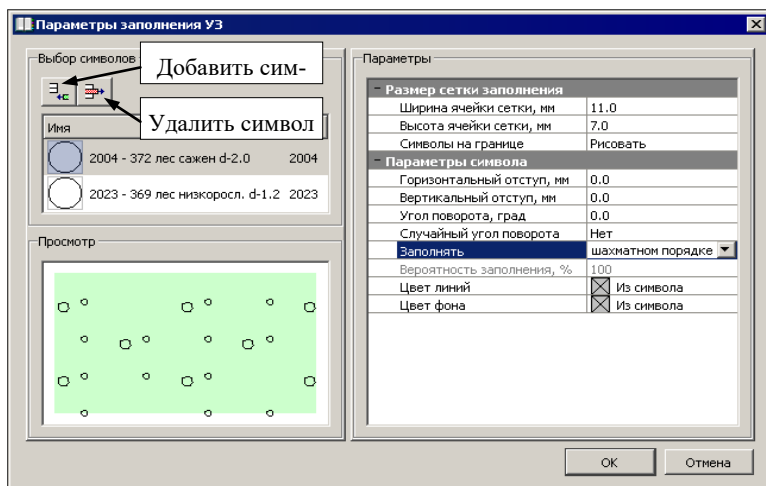 Параметры заполнения УЗ
Выбор символов
Добавить сим-
Удалить символ
Имя
2004 - 372 лес сажен d-2.0 2004
2023 - 369 лес низкоросл. d-1.2 2023
Просмотр
Параметры
Размер сетки заполнения
Ширина ячейки сетки, мм 11.0
Высота ячейки сетки, мм 7.0
Символы на границе Рисовать
Параметры символа
Горизонтальный отступ, мм 0.0
Вертикальный отступ, мм 0.0
Угол поворота, град 0.0
Случайный угол поворота Нет
Заполнять шахматном порядке
Вероятность заполнения, % 100
Цвет линий Из символа
Цвет фона Из символа
OK Отмена